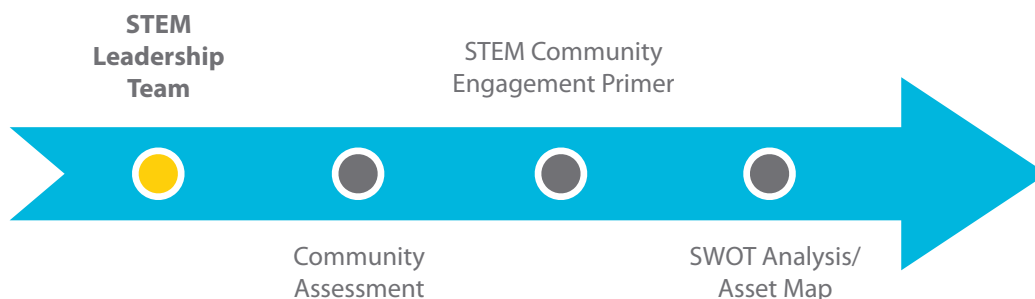 STEM
Leadership
Team
STEM Community
Engagement Primer
Community
Assessment
SWOT Analysis/
Asset Map